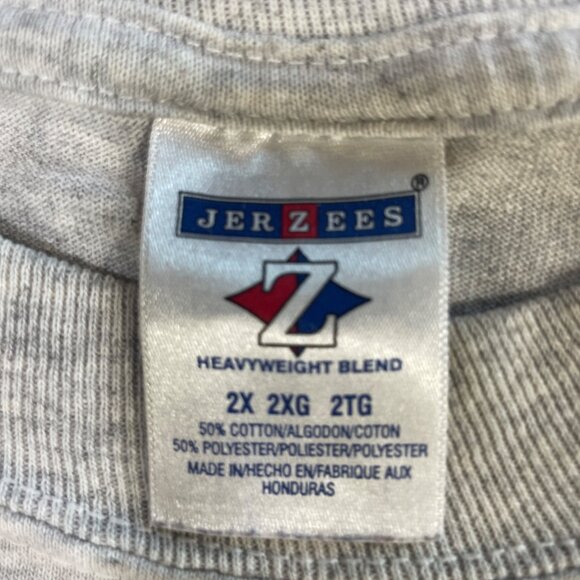 JERZEES®
Z
HEAVYWEIGHT BLEND
2X 2XG 2TG
50% COTTON/ALGODON/COTON
50% POLYESTER/POLIESTER/POLYESTER
MADE IN/HECHO EN/FABRIQUE AUX
HONDURAS